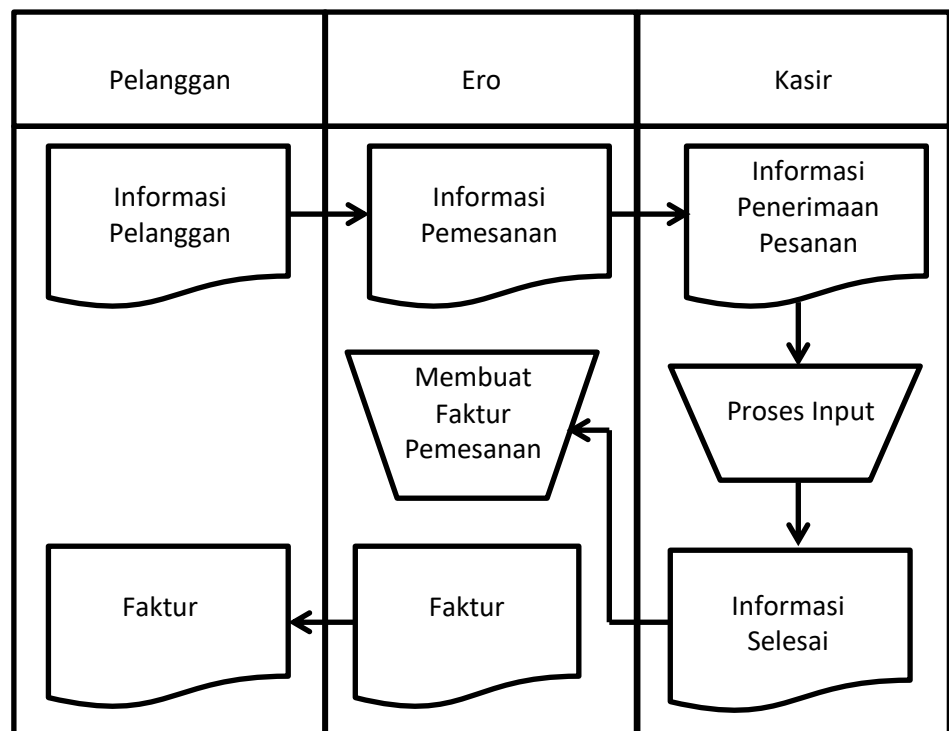 Pelanggan
Ero
Kasir
Informasi
Pelanggan
Informasi
Pemesanan
Informasi
Penerimaan
Pesanan
Membuat
Faktur
Pemesanan
Proses Input
Faktur
Faktur
Informasi
Selesai